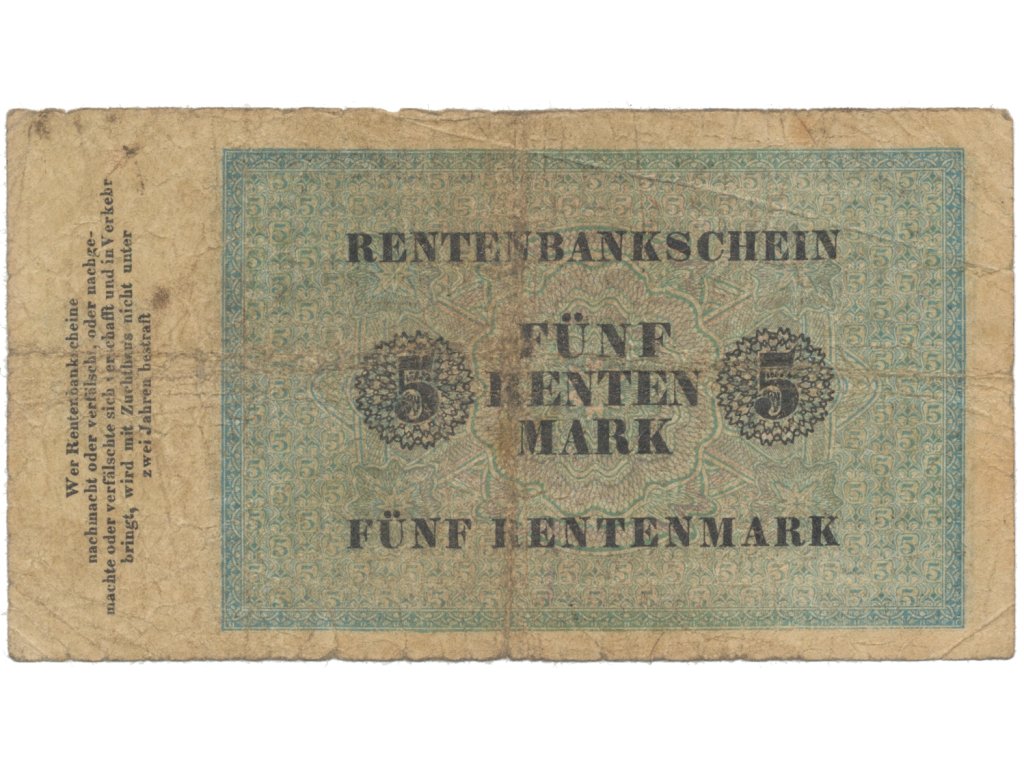 Wer Rentenbankscheine
nachmacht oder verfälscht, oder nachge-
machte oder verfälschte sich verschafft und in Verkehr
bringt, wird mit Zuchthaus nicht unter
zwei Jahren bestraft
RENTENBANKSCHEIN
FÜNF
5 RENTEN 5
MARK
FÜNF RENTENMARK